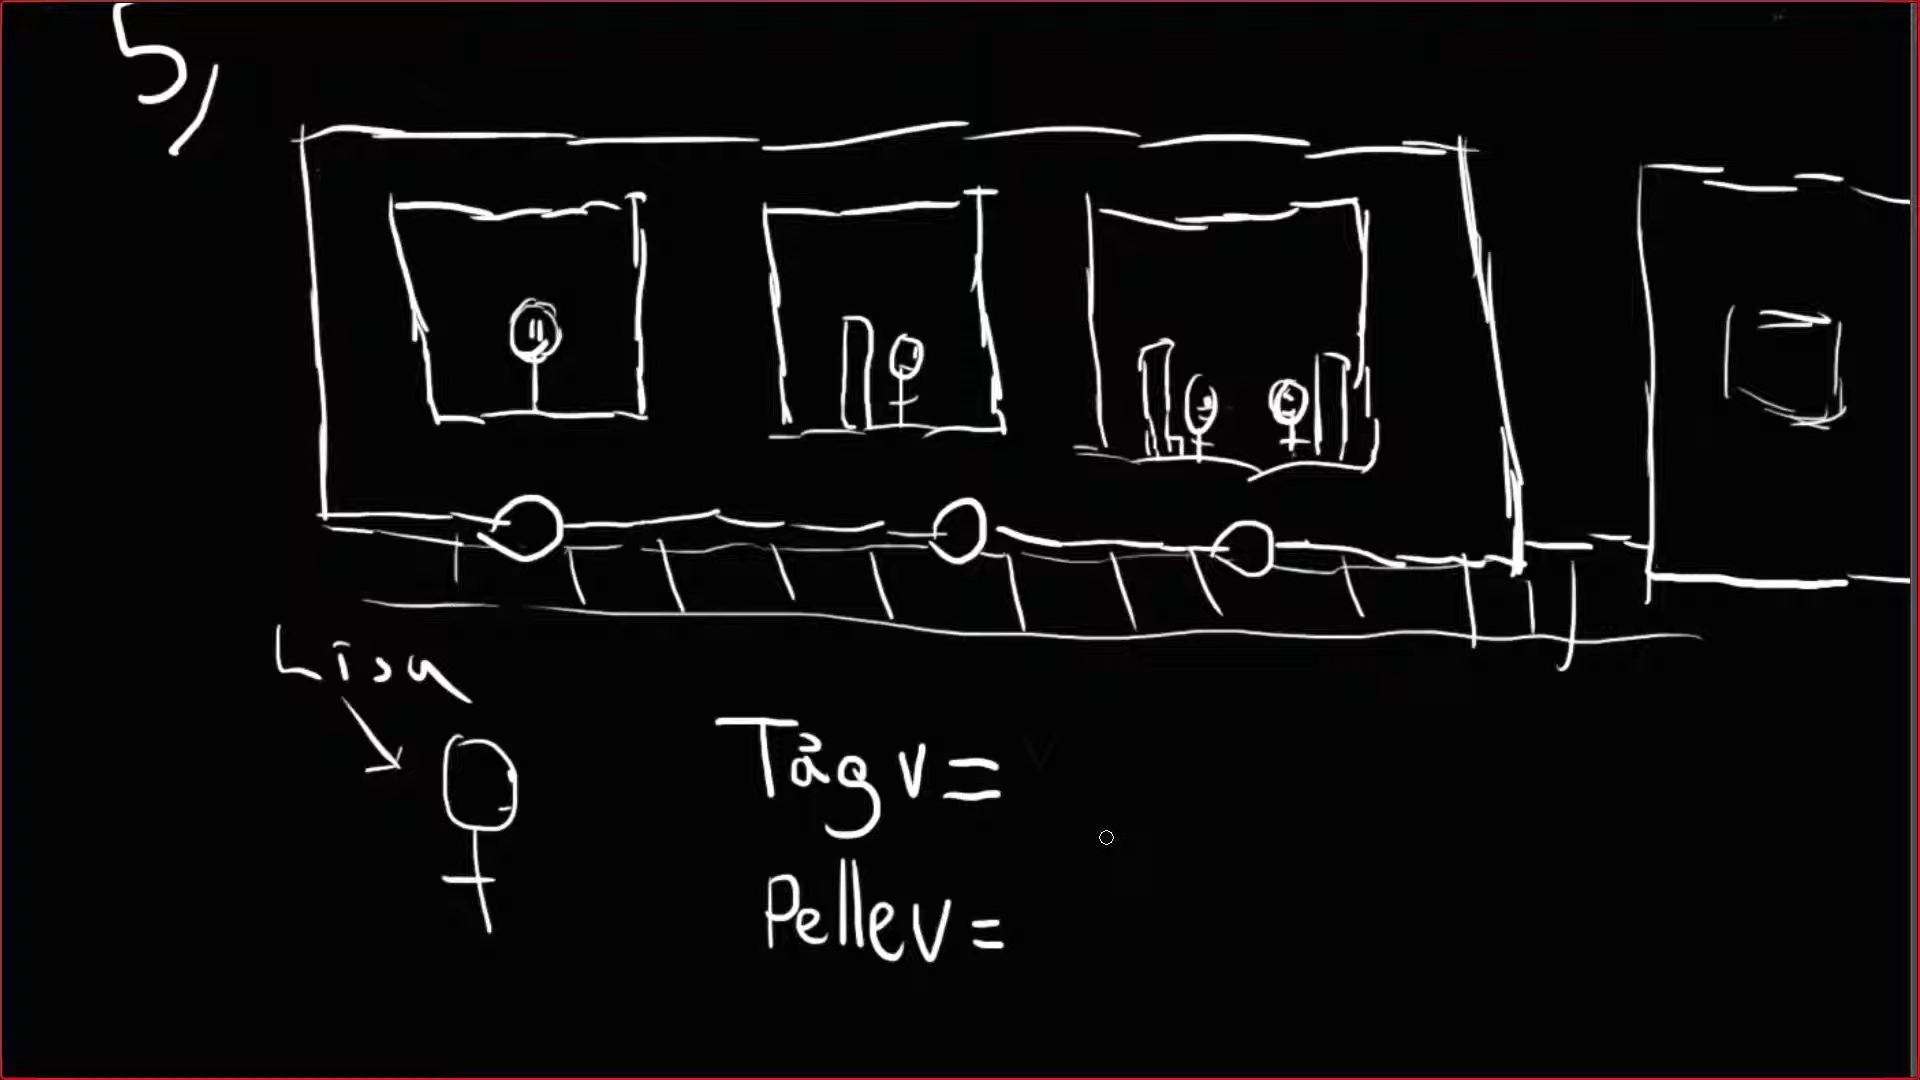 5,
Lisa
Tåg v =
Pelle v =